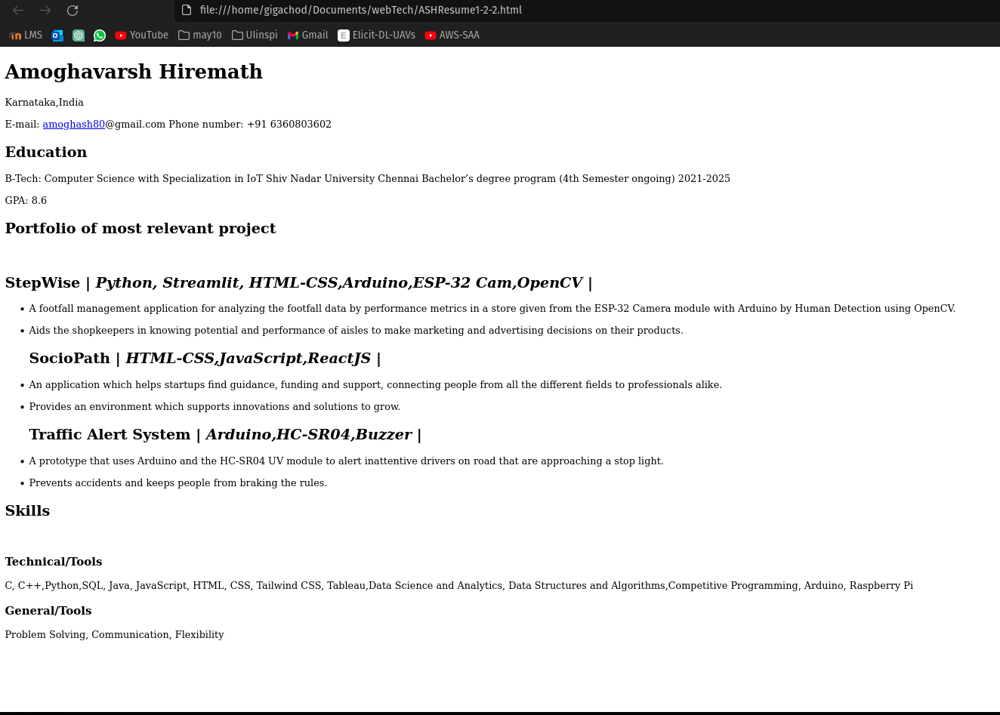 file:///home/gigachod/Documents/webTech/ASHResume1-2-2.html
LMS YouTube may10 UIinspi Gmail E Elicit-DL-UAVs AWS-SAA
Amoghavarsh Hiremath
Karnataka,India
E-mail: amoghash80@gmail.com Phone number: +91 6360803602
Education
B-Tech: Computer Science with Specialization in IoT Shiv Nadar University Chennai Bachelor’s degree program (4th Semester ongoing) 2021-2025
GPA: 8.6
Portfolio of most relevant project
StepWise | Python, Streamlit, HTML-CSS,Arduino,ESP-32 Cam,OpenCV |
• A footfall management application for analyzing the footfall data by performance metrics in a store given from the ESP-32 Camera module with Arduino by Human Detection using OpenCV.
• Aids the shopkeepers in knowing potential and performance of aisles to make marketing and advertising decisions on their products.
SocioPath | HTML-CSS,JavaScript,ReactJS |
• An application which helps startups find guidance, funding and support, connecting people from all the different fields to professionals alike.
• Provides an environment which supports innovations and solutions to grow.
Traffic Alert System | Arduino,HC-SR04,Buzzer |
• A prototype that uses Arduino and the HC-SR04 UV module to alert inattentive drivers on road that are approaching a stop light.
• Prevents accidents and keeps people from braking the rules.
Skills
Technical/Tools
C, C++,Python,SQL, Java, JavaScript, HTML, CSS, Tailwind CSS, Tableau,Data Science and Analytics, Data Structures and Algorithms,Competitive Programming, Arduino, Raspberry Pi
General/Tools
Problem Solving, Communication, Flexibility